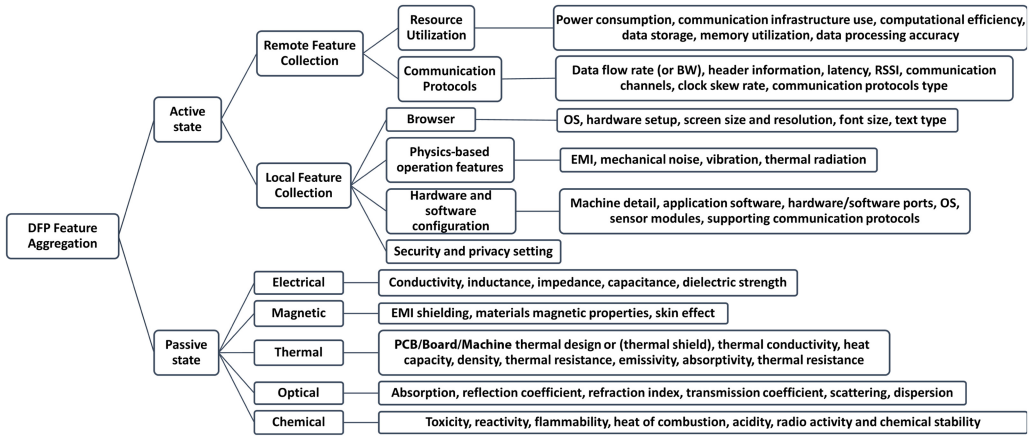 DFP Feature
Aggregation
Active
state
Remote Feature
Collection
Resource
Utilization
Power consumption, communication infrastructure use, computational efficiency,
data storage, memory utilization, data processing accuracy
Communication
Protocols
Data flow rate (or BW), header information, latency, RSSI, communication
channels, clock skew rate, communication protocols type
Local Feature
Collection
Browser
OS, hardware setup, screen size and resolution, font size, text type
Physics-based
operation features
EMI, mechanical noise, vibration, thermal radiation
Hardware and
software
configuration
Machine detail, application software, hardware/software ports, OS,
sensor modules, supporting communication protocols
Security and privacy setting
Passive
state
Electrical
Conductivity, inductance, impedance, capacitance, dielectric strength
Magnetic
EMI shielding, materials magnetic properties, skin effect
Thermal
PCB/Board/Machine thermal design or (thermal shield), thermal conductivity, heat
capacity, density, thermal resistance, emissivity, absorptivity, thermal resistance
Optical
Absorption, reflection coefficient, refraction index, transmission coefficient, scattering, dispersion
Chemical
Toxicity, reactivity, flammability, heat of combustion, acidity, radio activity and chemical stability